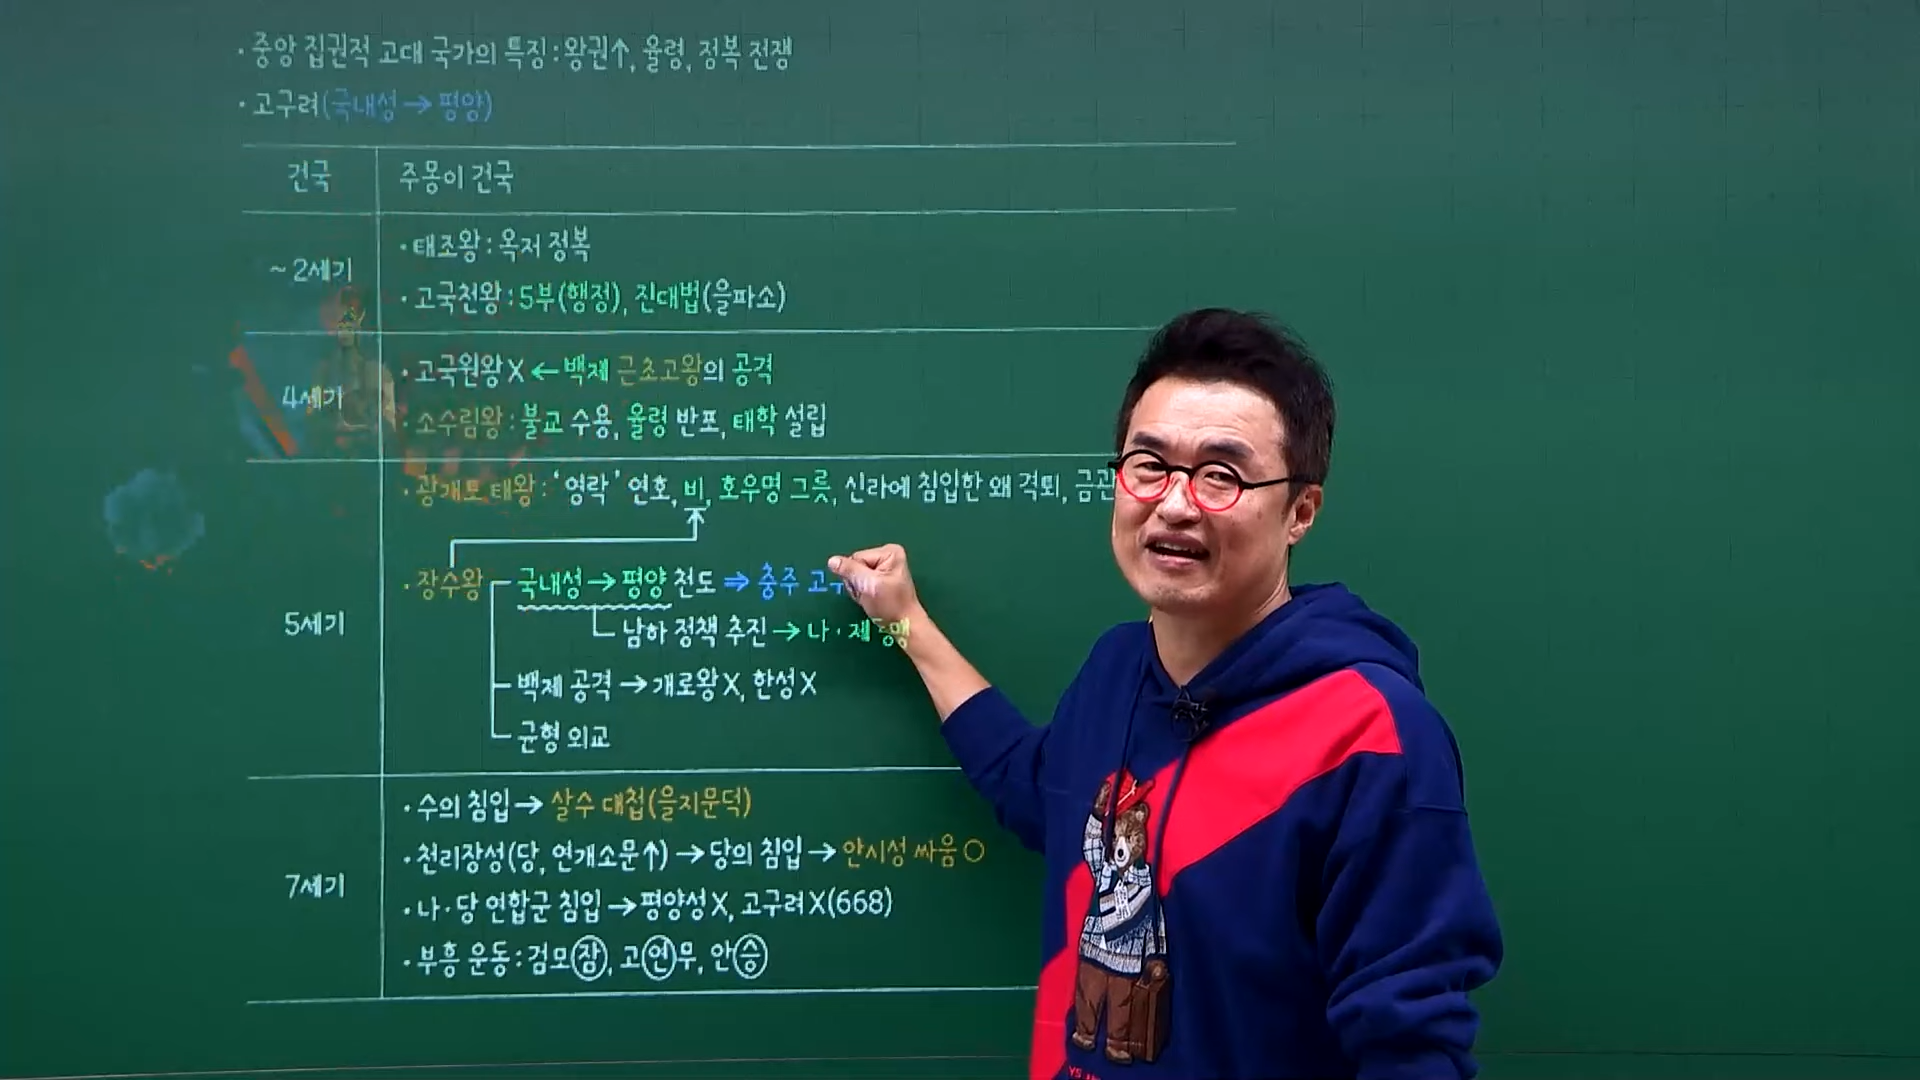 · 중앙 집권적 고대 국가의 특징 : 왕권↑, 율령, 정복 전쟁
· 고구려(국내성 → 평양)
건국
주몽이 건국
~ 2세기
· 태조왕 : 옥저 정복
· 고국천왕 : 5부(행정), 진대법(을파소)
4세기
· 고국원왕 X ← 백제 근초고왕의 공격
· 소수림왕 : 불교 수용, 율령 반포, 태학 설립
5세기
· 광개토 태왕 : '영락' 연호, 비, 호우명 그릇, 신라에 침입한 왜 격퇴, 금관
· 장수왕
국내성 → 평양 천도 ⇒ 충주 고구
남하 정책 추진 → 나 · 제 동맹
백제 공격 → 개로왕 X, 한성 X
균형 외교
7세기
· 수의 침입 → 살수 대첩(을지문덕)
· 천리장성(당, 연개소문↑) → 당의 침입 → 안시성 싸움 ○
· 나 · 당 연합군 침입 → 평양성 X, 고구려 X(668)
· 부흥 운동 : 검모잠, 고연무, 안승